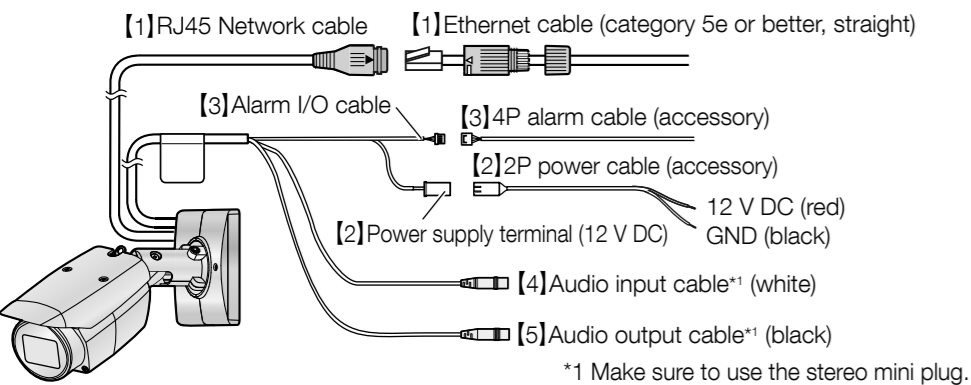 【1】RJ45 Network cable
【1】Ethernet cable (category 5e or better, straight)
【3】Alarm I/O cable
【3】4P alarm cable (accessory)
【2】2P power cable (accessory)
12 V DC (red)
GND (black)
【2】Power supply terminal (12 V DC)
【4】Audio input cable*1 (white)
【5】Audio output cable*1 (black)
*1 Make sure to use the stereo mini plug.